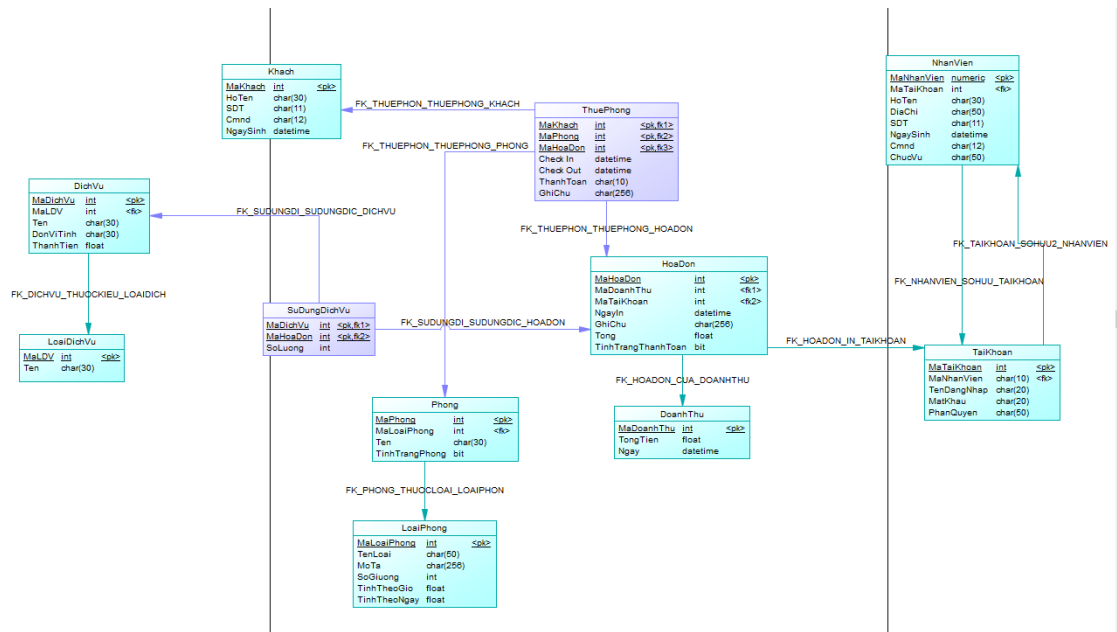 Khach
MaKhach int <pk>
HoTen char(30)
SDT char(11)
Cmnd char(12)
NgaySinh datetime
FK_THUEPHON_THUEPHONG_KHACH
ThuePhong
MaKhach int <pk,fk1>
MaPhong int <pk,fk2>
MaHoaDon int <pk,fk3>
Check In datetime
Check Out datetime
ThanhToan char(10)
GhiChu char(256)
NhanVien
MaNhanVien numeric <pk>
MaTaiKhoan int <fk>
HoTen char(30)
DiaChi char(50)
SDT char(11)
NgaySinh datetime
Cmnd char(12)
ChucVu char(50)
FK_THUEPHON_THUEPHONG_PHONG
DichVu
MaDichVu int <pk>
MaLDV int <fk>
Ten char(30)
DonViTinh char(30)
ThanhTien float
FK_SUDUNGDI_SUDUNGDIC_DICHVU
FK_THUEPHON_THUEPHONG_HOADON
FK_TAIKHOAN_SOHUU2_NHANVIEN
FK_NHANVIEN_SOHUU_TAIKHOAN
HoaDon
MaHoaDon int <pk>
MaDoanhThu int <fk1>
MaTaiKhoan int <fk2>
NgayIn datetime
GhiChu char(256)
Tong float
TinhTrangThanhToan bit
FK_DICHVU_THUOCKIEU_LOAIDICH
SuDungDichVu
MaDichVu int <pk,fk1>
MaHoaDon int <pk,fk2>
SoLuong int
FK_SUDUNGDI_SUDUNGDIC_HOADON
LoaiDichVu
MaLDV int <pk>
Ten char(30)
FK_HOADON_IN_TAIKHOAN
TaiKhoan
MaTaiKhoan int <pk>
MaNhanVien char(10) <fk>
TenDangNhap char(20)
MatKhau char(20)
PhanQuyen char(50)
FK_HOADON_CUA_DOANHTHU
Phong
MaPhong int <pk>
MaLoaiPhong int <fk>
Ten char(30)
TinhTrangPhong bit
DoanhThu
MaDoanhThu int <pk>
TongTien float
Ngay datetime
FK_PHONG_THUOCLOAI_LOAIPHON
LoaiPhong
MaLoaiPhong int <pk>
TenLoai char(50)
MoTa char(256)
SoGiuong int
TinhTheoGio float
TinhTheoNgay float